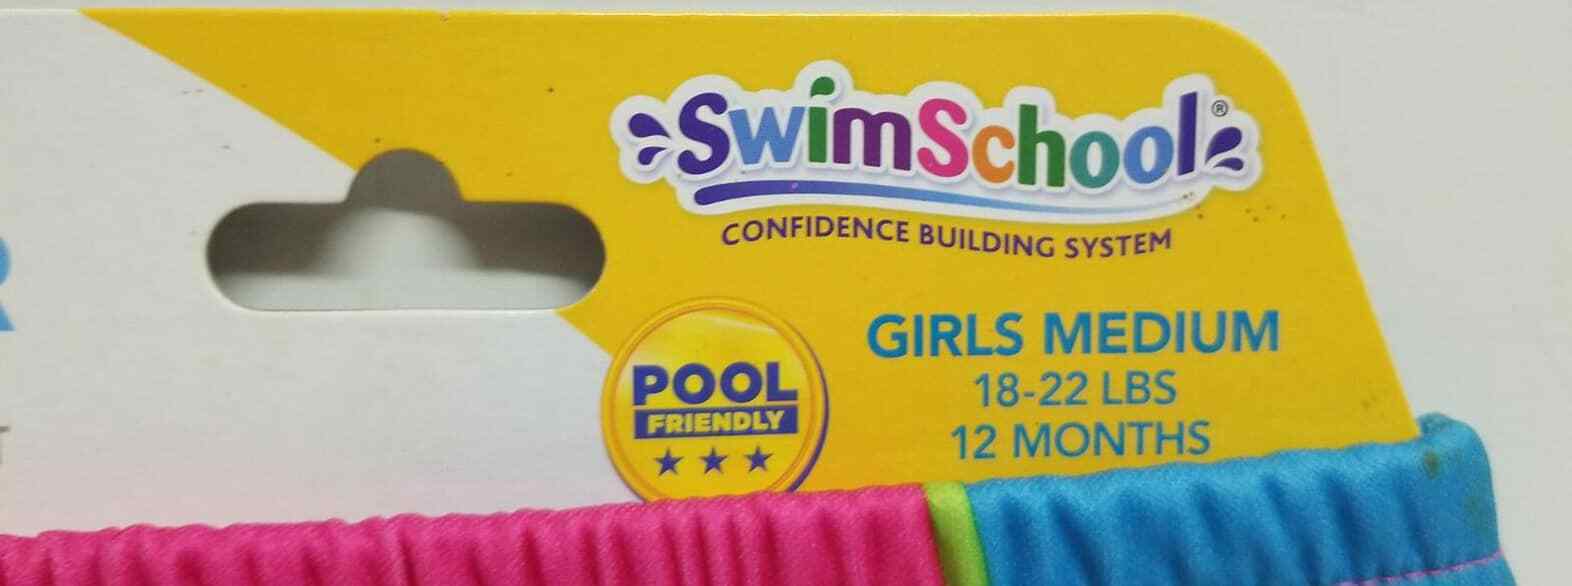 SwimSchool®
CONFIDENCE BUILDING SYSTEM
GIRLS MEDIUM
18-22 LBS
12 MONTHS
POOL
FRIENDLY